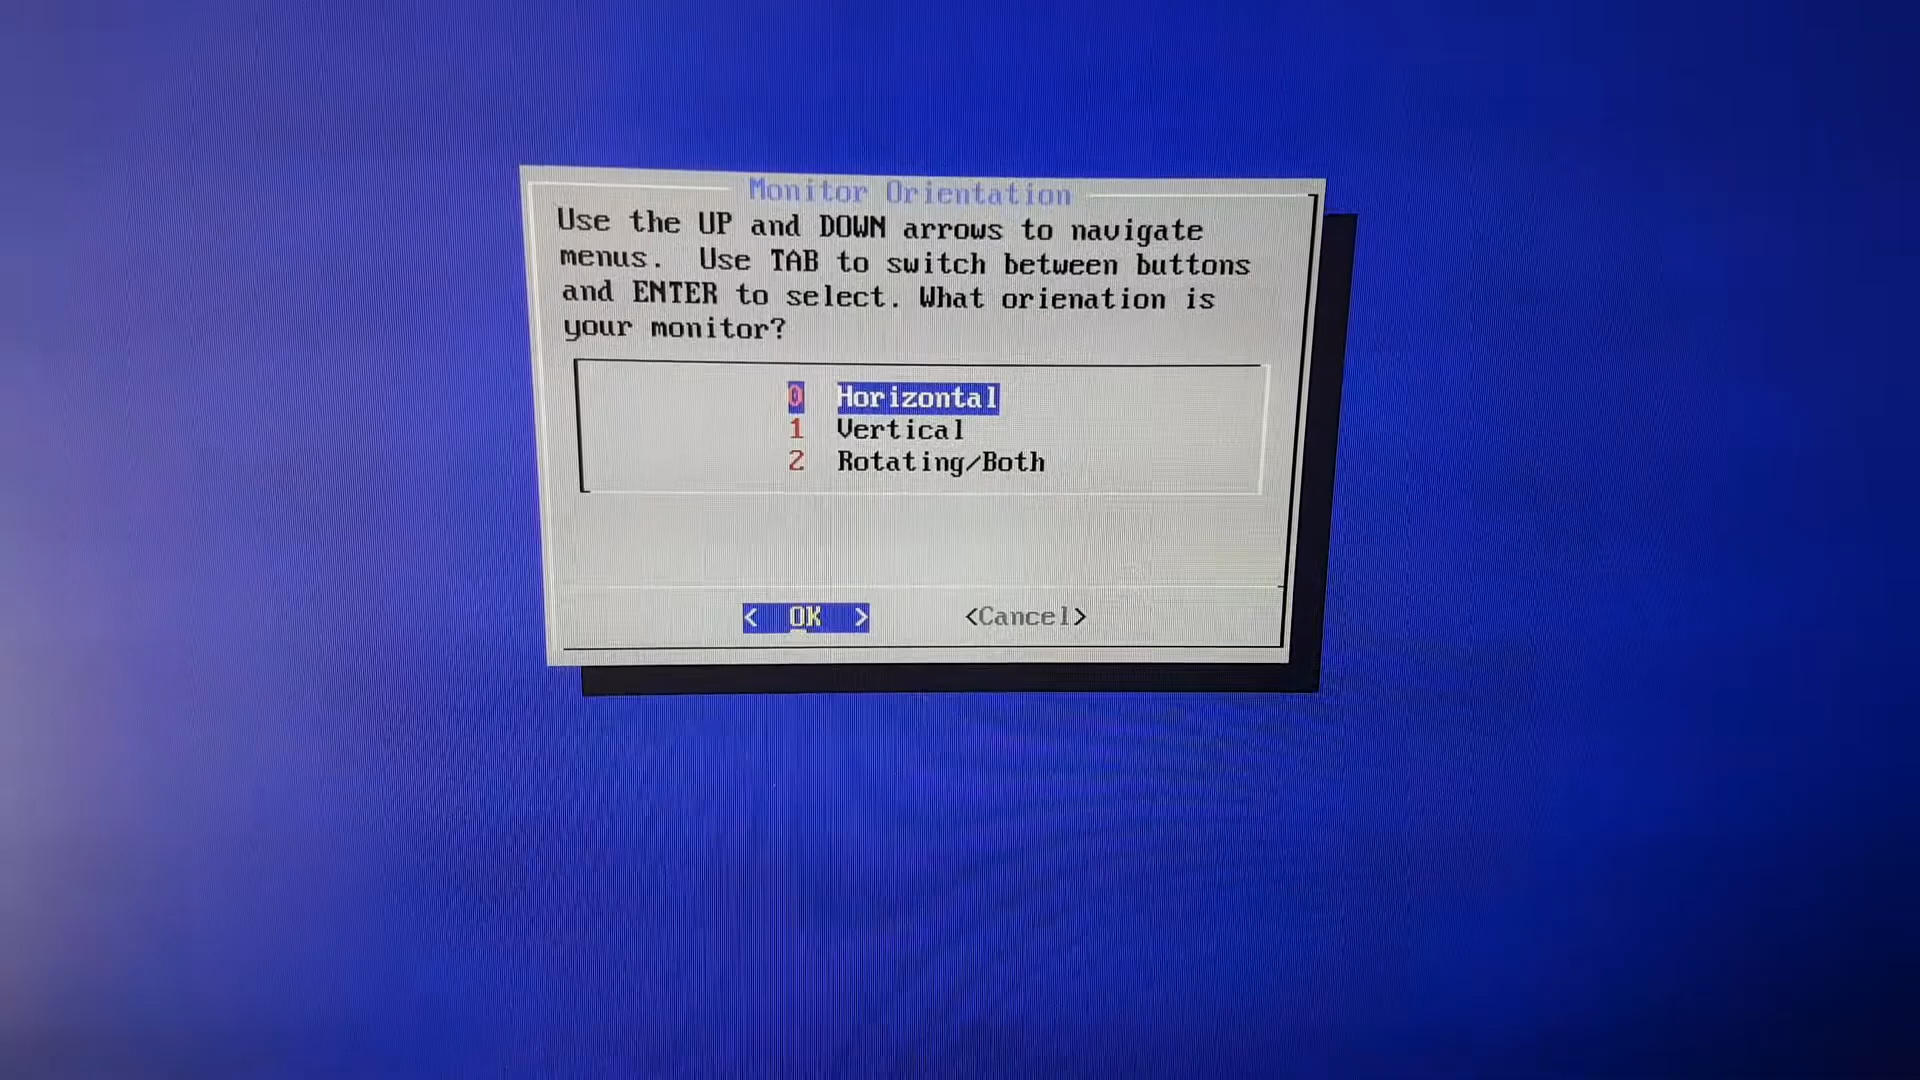 Monitor Orientation
Use the UP and DOWN arrows to navigate
menus.  Use TAB to switch between buttons
and ENTER to select. What orienation is
your monitor?
0 Horizontal
1 Vertical
2 Rotating/Both
< OK > <Cancel>